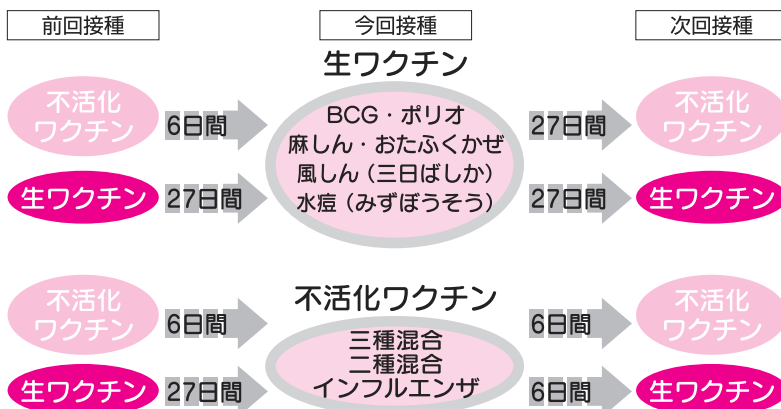 前回接種
今回接種
次回接種
生ワクチン
不活化
ワクチン
6日間
BCG・ポリオ
麻しん・おたふくかぜ
風しん（三日ばしか）
水痘（みずぼうそう）
27日間
不活化
ワクチン
生ワクチン
27日間
27日間
生ワクチン
不活化ワクチン
不活化
ワクチン
6日間
三種混合
二種混合
インフルエンザ
6日間
不活化
ワクチン
生ワクチン
27日間
6日間
生ワクチン